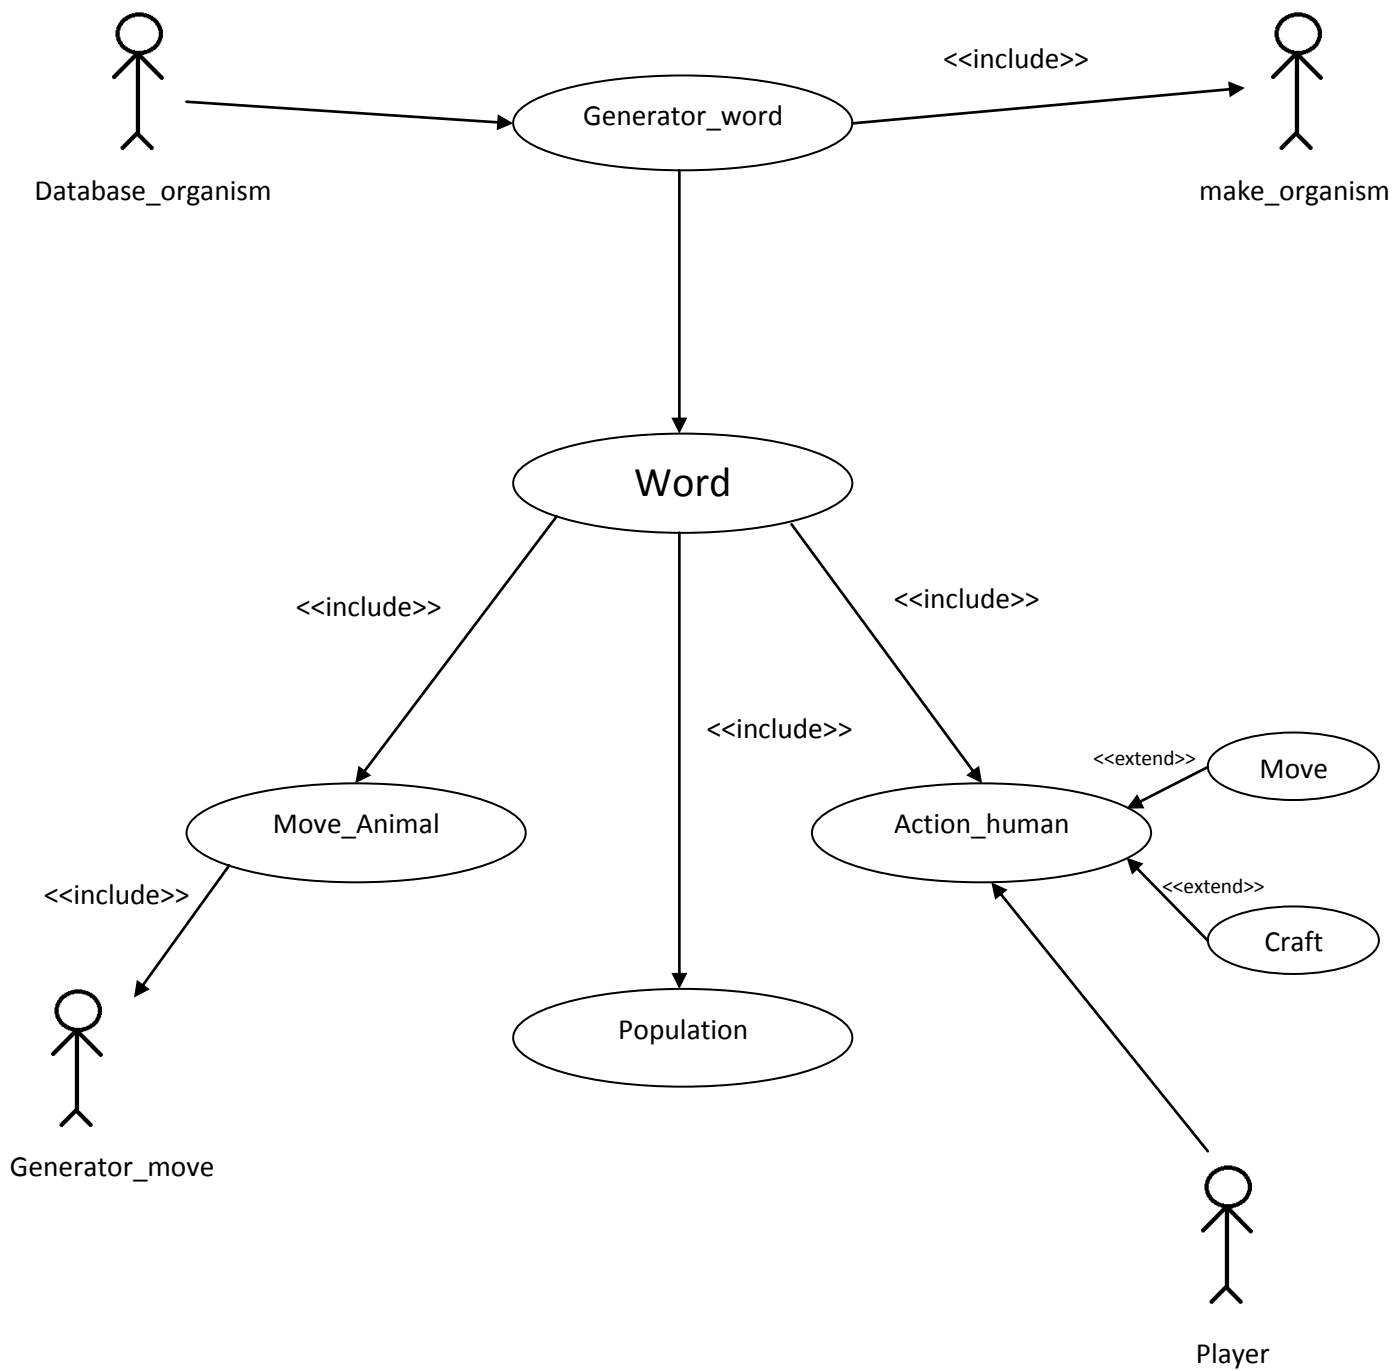 <<include>>
Generator_word
Database_organism
make_organism
Word
<<include>>
<<include>>
<<include>>
<<extend>>
Move
Move_Animal
Action_human
<<include>>
<<extend>>
Craft
Population
Generator_move
Player